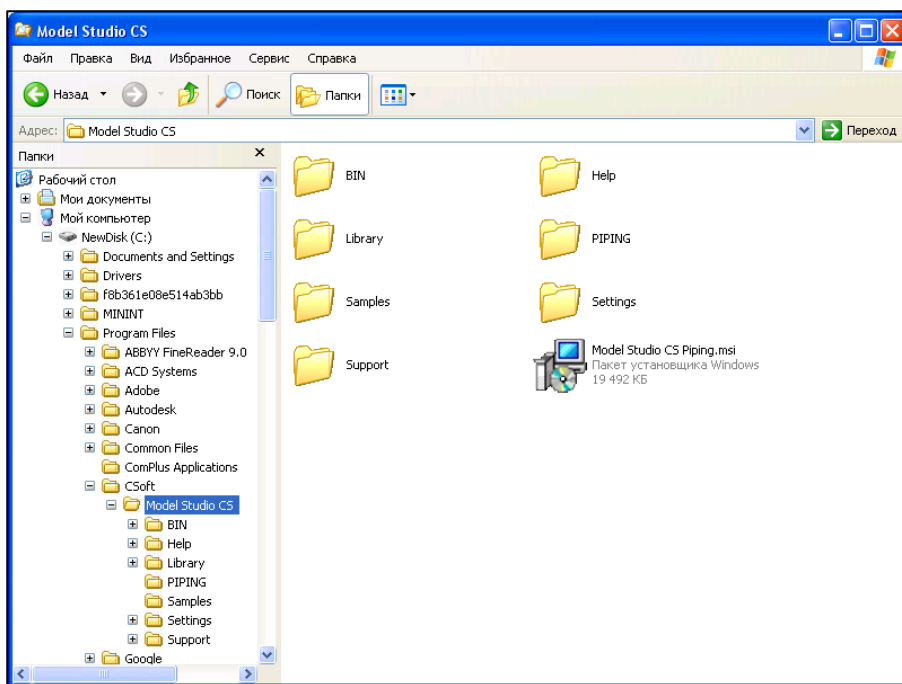 Model Studio CS
Файл Правка Вид Избранное Сервис Справка
Назад Поиск Папки
Адрес: Model Studio CS Переход
Папки
Рабочий стол
Мои документы
Мой компьютер
NewDisk (C:)
Documents and Settings
Drivers
f8b361e08e514ab3bb
MININT
Program Files
ABBYY FineReader 9.0
ACD Systems
Adobe
Autodesk
Canon
Common Files
ComPlus Applications
CSoft
Model Studio CS
BIN
Help
Library
PIPING
Samples
Settings
Support
Google
BIN Help
Library PIPING
Samples Settings
Support Model Studio CS Piping.msi
Пакет установщика Windows
19 492 КБ